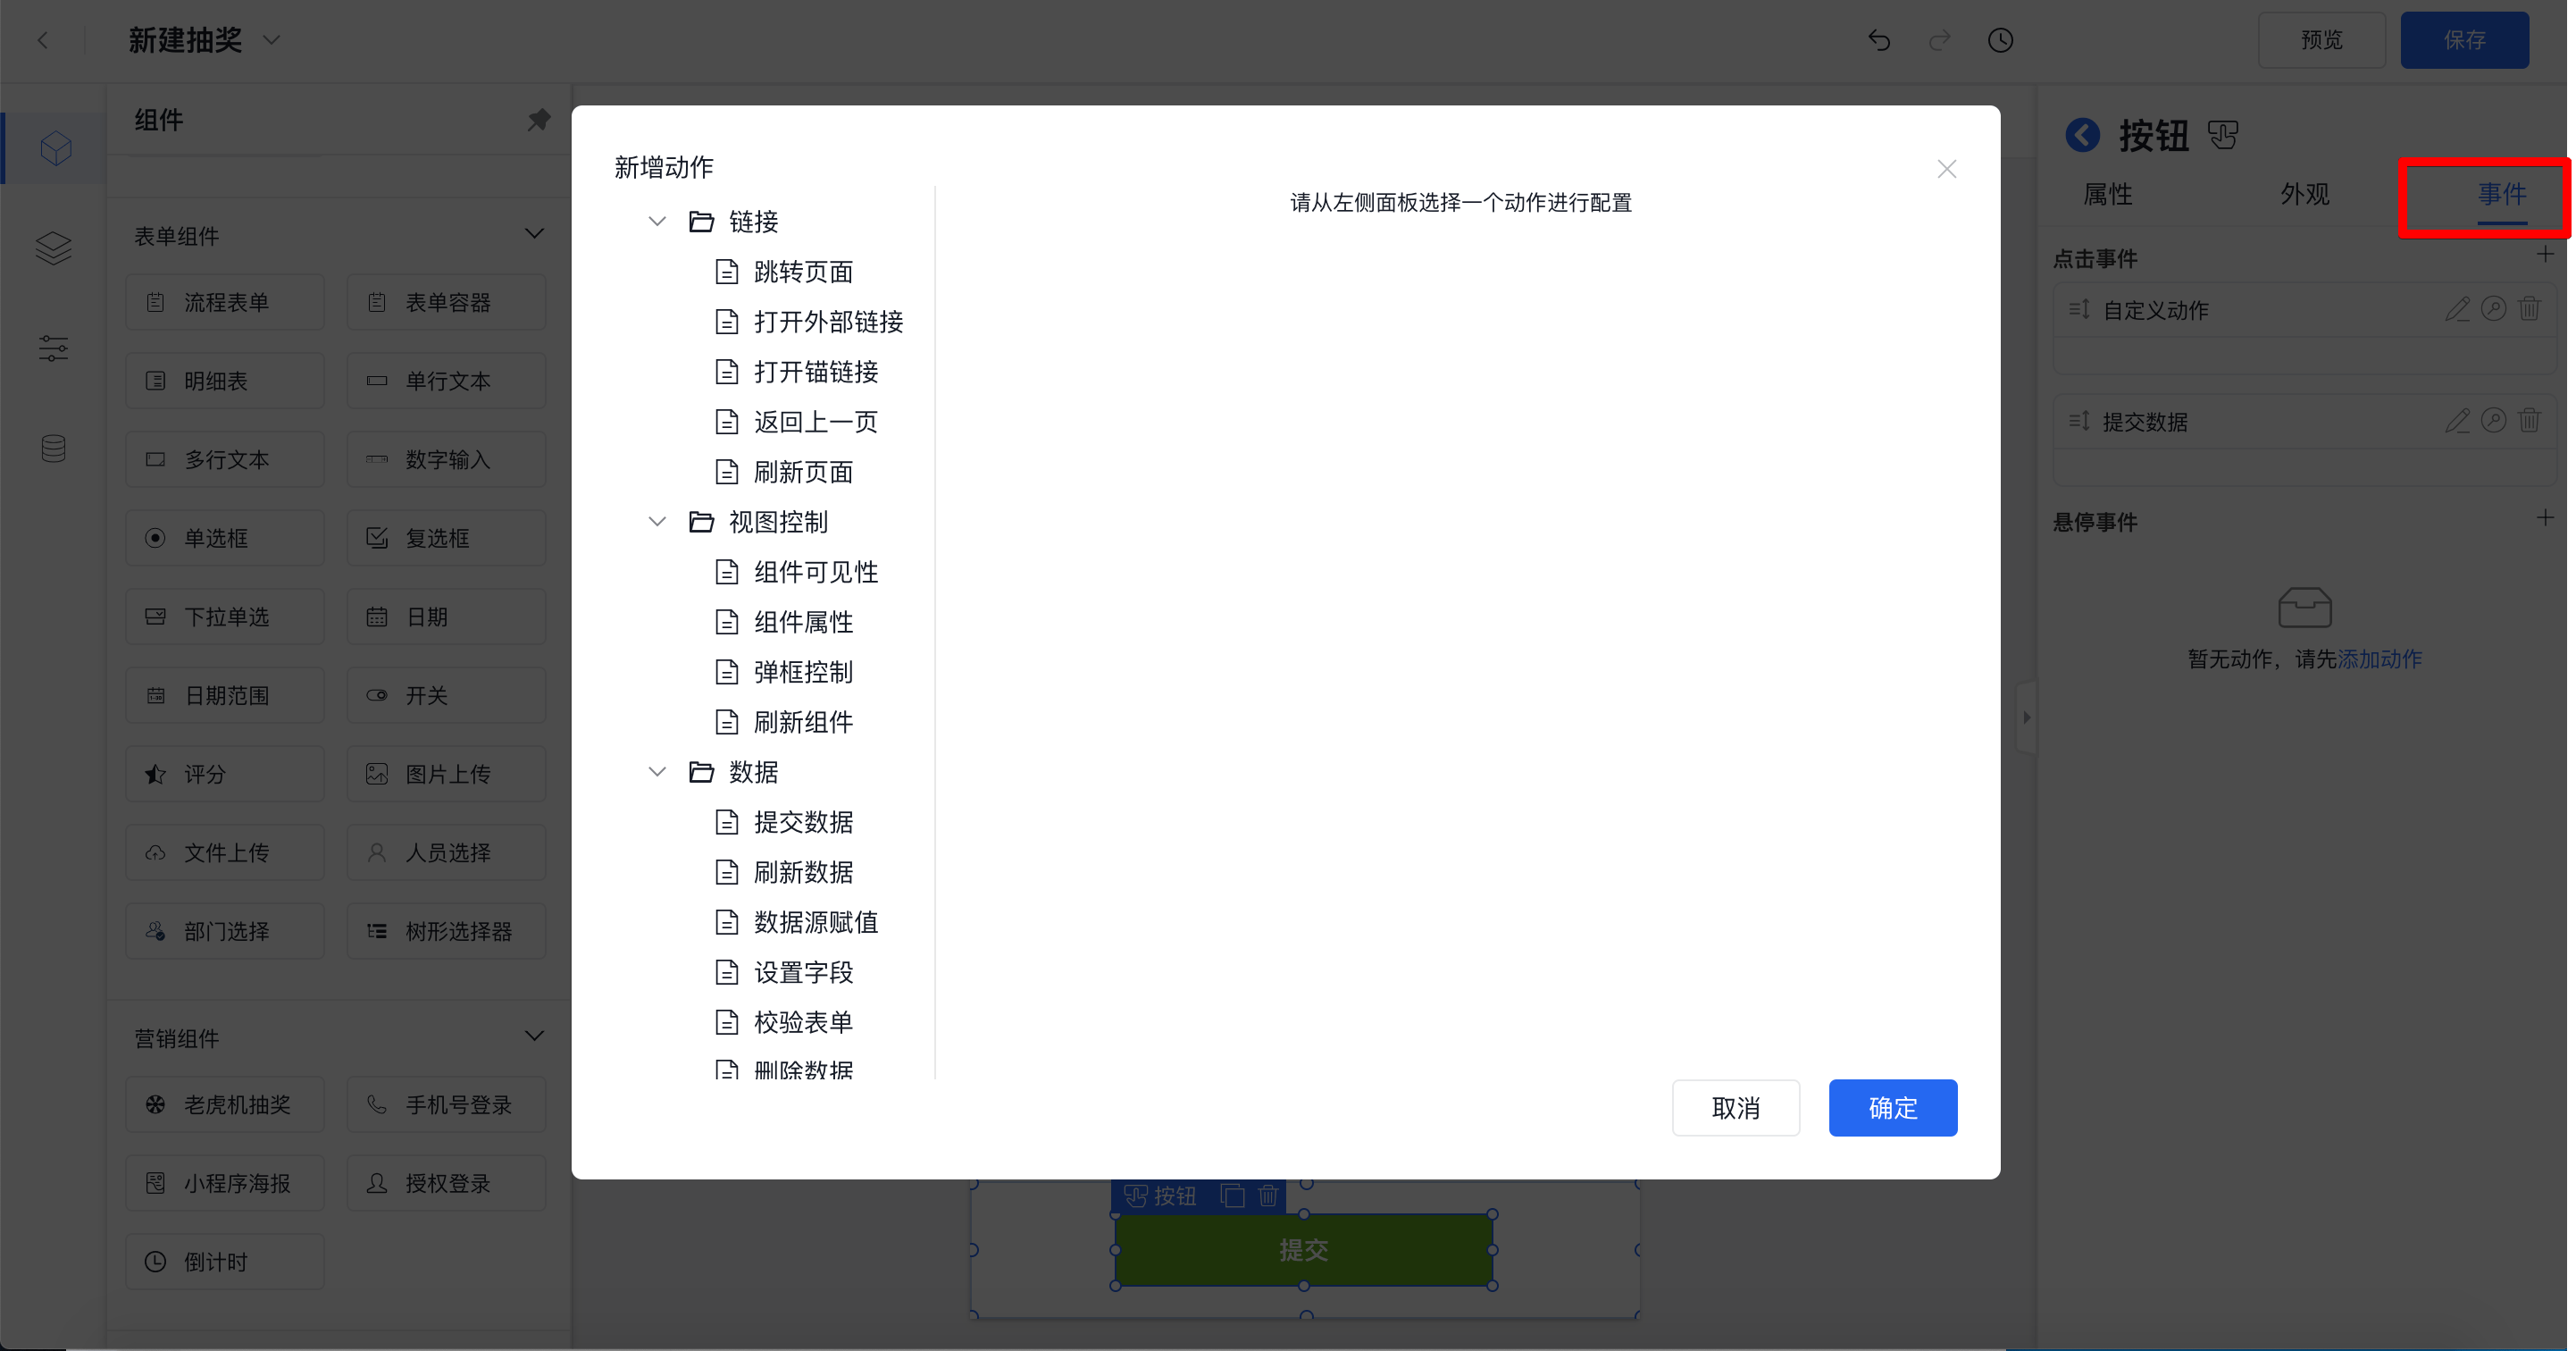 新建抽奖
预览
保存
组件
表单组件
流程表单
表单容器
明细表
单行文本
多行文本
数字输入
单选框
复选框
下拉单选
日期
日期范围
开关
评分
图片上传
文件上传
人员选择
部门选择
树形选择器
营销组件
老虎机抽奖
手机号登录
小程序海报
授权登录
倒计时
新增动作
链接
跳转页面
打开外部链接
打开锚链接
返回上一页
刷新页面
视图控制
组件可见性
组件属性
弹框控制
刷新组件
数据
提交数据
刷新数据
数据源赋值
设置字段
校验表单
删除数据
请从左侧面板选择一个动作进行配置
取消
确定
按钮
提交
按钮
属性
外观
事件
点击事件
自定义动作
提交数据
悬停事件
暂无动作，请先添加动作